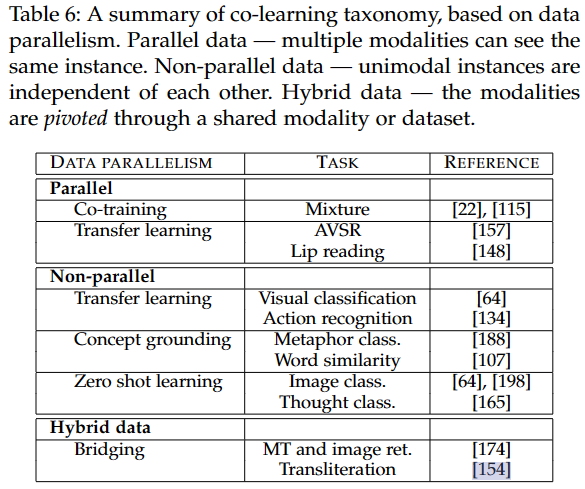 Table 6: A summary of co-learning taxonomy, based on data
parallelism. Parallel data — multiple modalities can see the
same instance. Non-parallel data — unimodal instances are
independent of each other. Hybrid data — the modalities
are pivoted through a shared modality or dataset.
DATA PARALLELISM TASK REFERENCE
Parallel
Co-training Mixture [22], [115]
Transfer learning AVSR [157]
Lip reading [148]
Non-parallel
Transfer learning Visual classification [64]
Action recognition [134]
Concept grounding Metaphor class. [188]
Word similarity [107]
Zero shot learning Image class. [64], [198]
Thought class. [165]
Hybrid data
Bridging MT and image ret. [174]
Transliteration [154]